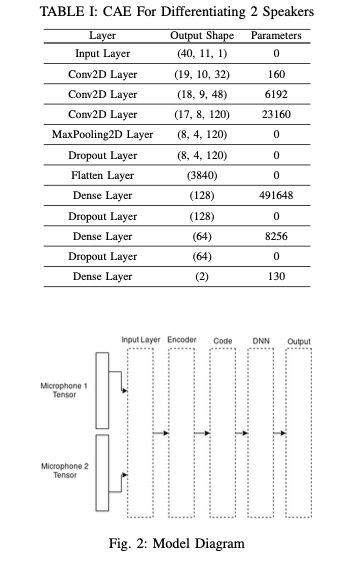 TABLE I: CAE For Differentiating 2 Speakers
Layer Output Shape Parameters
Input Layer (40, 11, 1) 0
Conv2D Layer (19, 10, 32) 160
Conv2D Layer (18, 9, 48) 6192
Conv2D Layer (17, 8, 120) 23160
MaxPooling2D Layer (8, 4, 120) 0
Dropout Layer (8, 4, 120) 0
Flatten Layer (3840) 0
Dense Layer (128) 491648
Dropout Layer (128) 0
Dense Layer (64) 8256
Dropout Layer (64) 0
Dense Layer (2) 130
Input Layer Encoder Code DNN Output
Microphone 1
Tensor
Microphone 2
Tensor
Fig. 2: Model Diagram